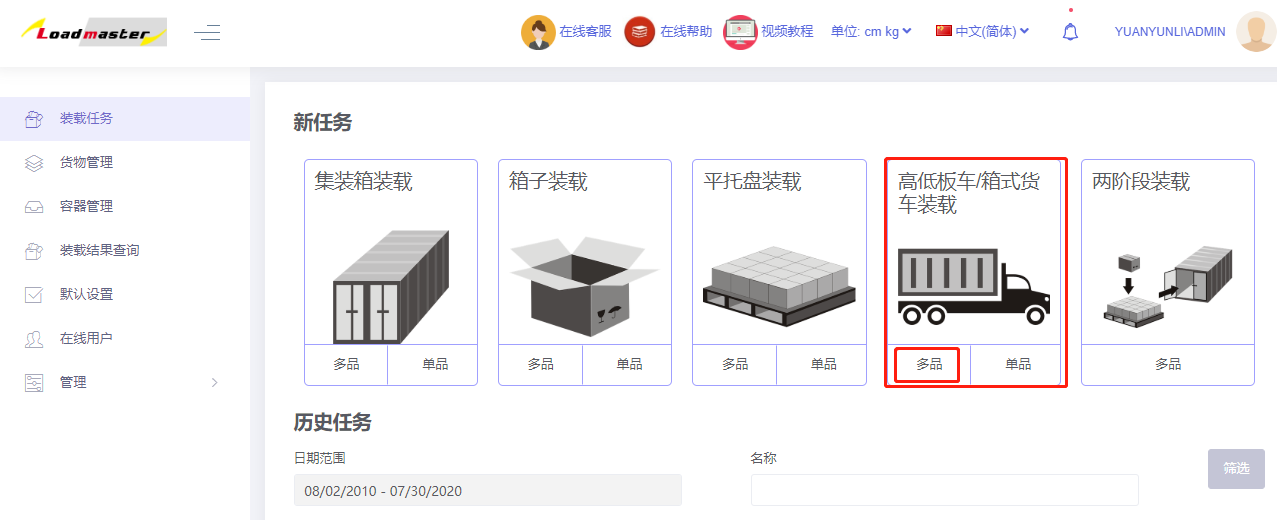 Loadmaster
在线客服
在线帮助
视频教程
单位: cm kg
中文(简体)
YUANYUNLI\ADMIN
装载任务
货物管理
容器管理
装载结果查询
默认设置
在线用户
管理
新任务
集装箱装载
多品
单品
箱子装载
多品
单品
平托盘装载
多品
单品
高低板车/箱式货
车装载
多品
单品
两阶段装载
多品
历史任务
日期范围
08/02/2010 - 07/30/2020
名称
筛选